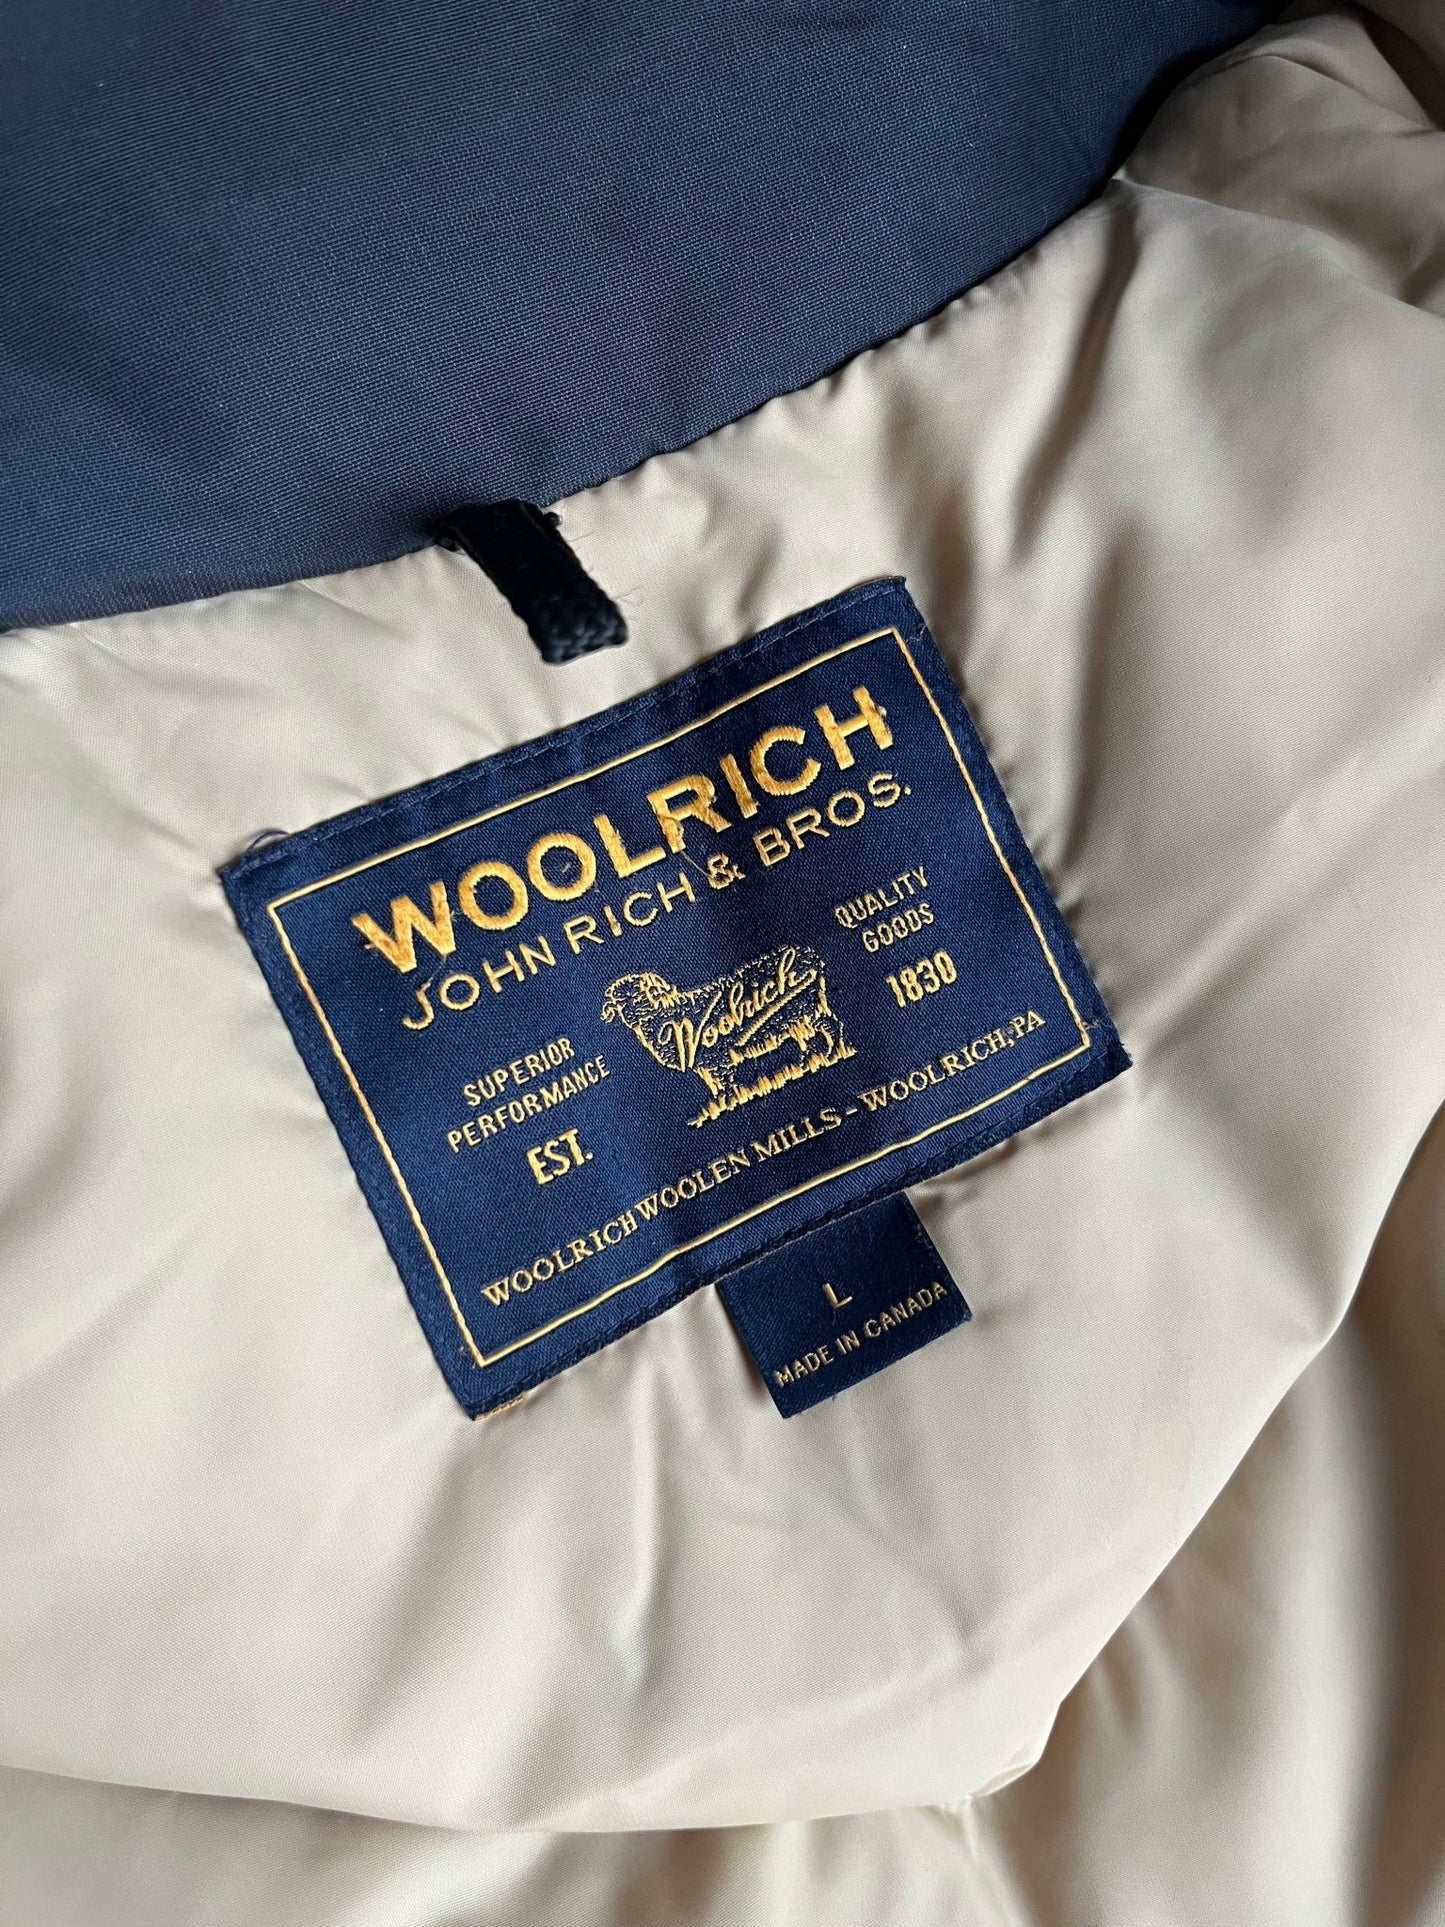 WOOLRICH
JOHN RICH & BROS.
SUPERIOR
PERFORMANCE
EST.
Woolrich
QUALITY
GOODS
1830
WOOLRICH WOOLEN MILLS - WOOLRICH, PA
L
MADE IN CANADA